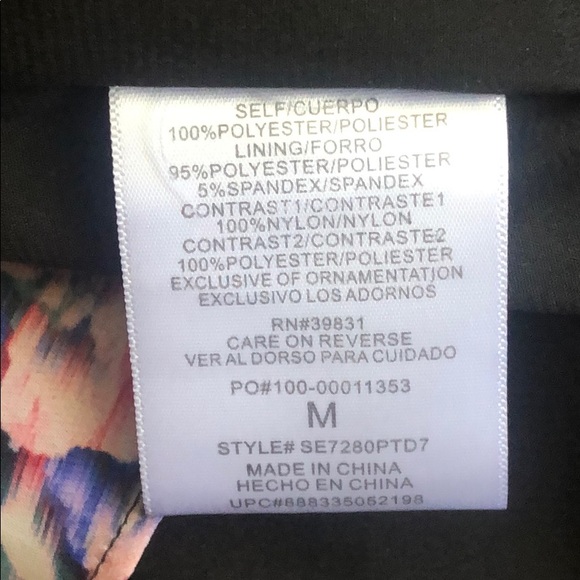 SELF/CUERPO
100%POLYESTER/POLIESTER
LINING/FORRO
95%POLYESTER/POLIESTER
5%SPANDEX/SPANDEX
CONTRAST1/CONTRASTE1
100%NYLON/NYLON
CONTRAST2/CONTRASTE2
100%POLYESTER/POLIESTER
EXCLUSIVE OF ORNAMENTATION
EXCLUSIVO LOS ADORNOS
RN#39831
CARE ON REVERSE
VER AL DORSO PARA CUIDADO
PO#100-00011353
M
STYLE# SE7280PTD7
MADE IN CHINA
HECHO EN CHINA
UPC#888335062198